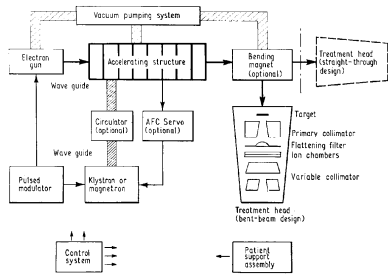 Vacuum pumping system
Electron
gun
Accelerating structure
Bending
magnet
(optional)
Treatment head
(straight-through
design)
Wave guide
Circulator
(optional)
AFC Servo
(optional)
Target
Primary collimator
Flattening filter
Ion chambers
Variable collimator
Wave guide
Pulsed
modulator
Klystron or
magnetron
Treatment head
(bent-beam design)
Control
system
Patient
support
assembly